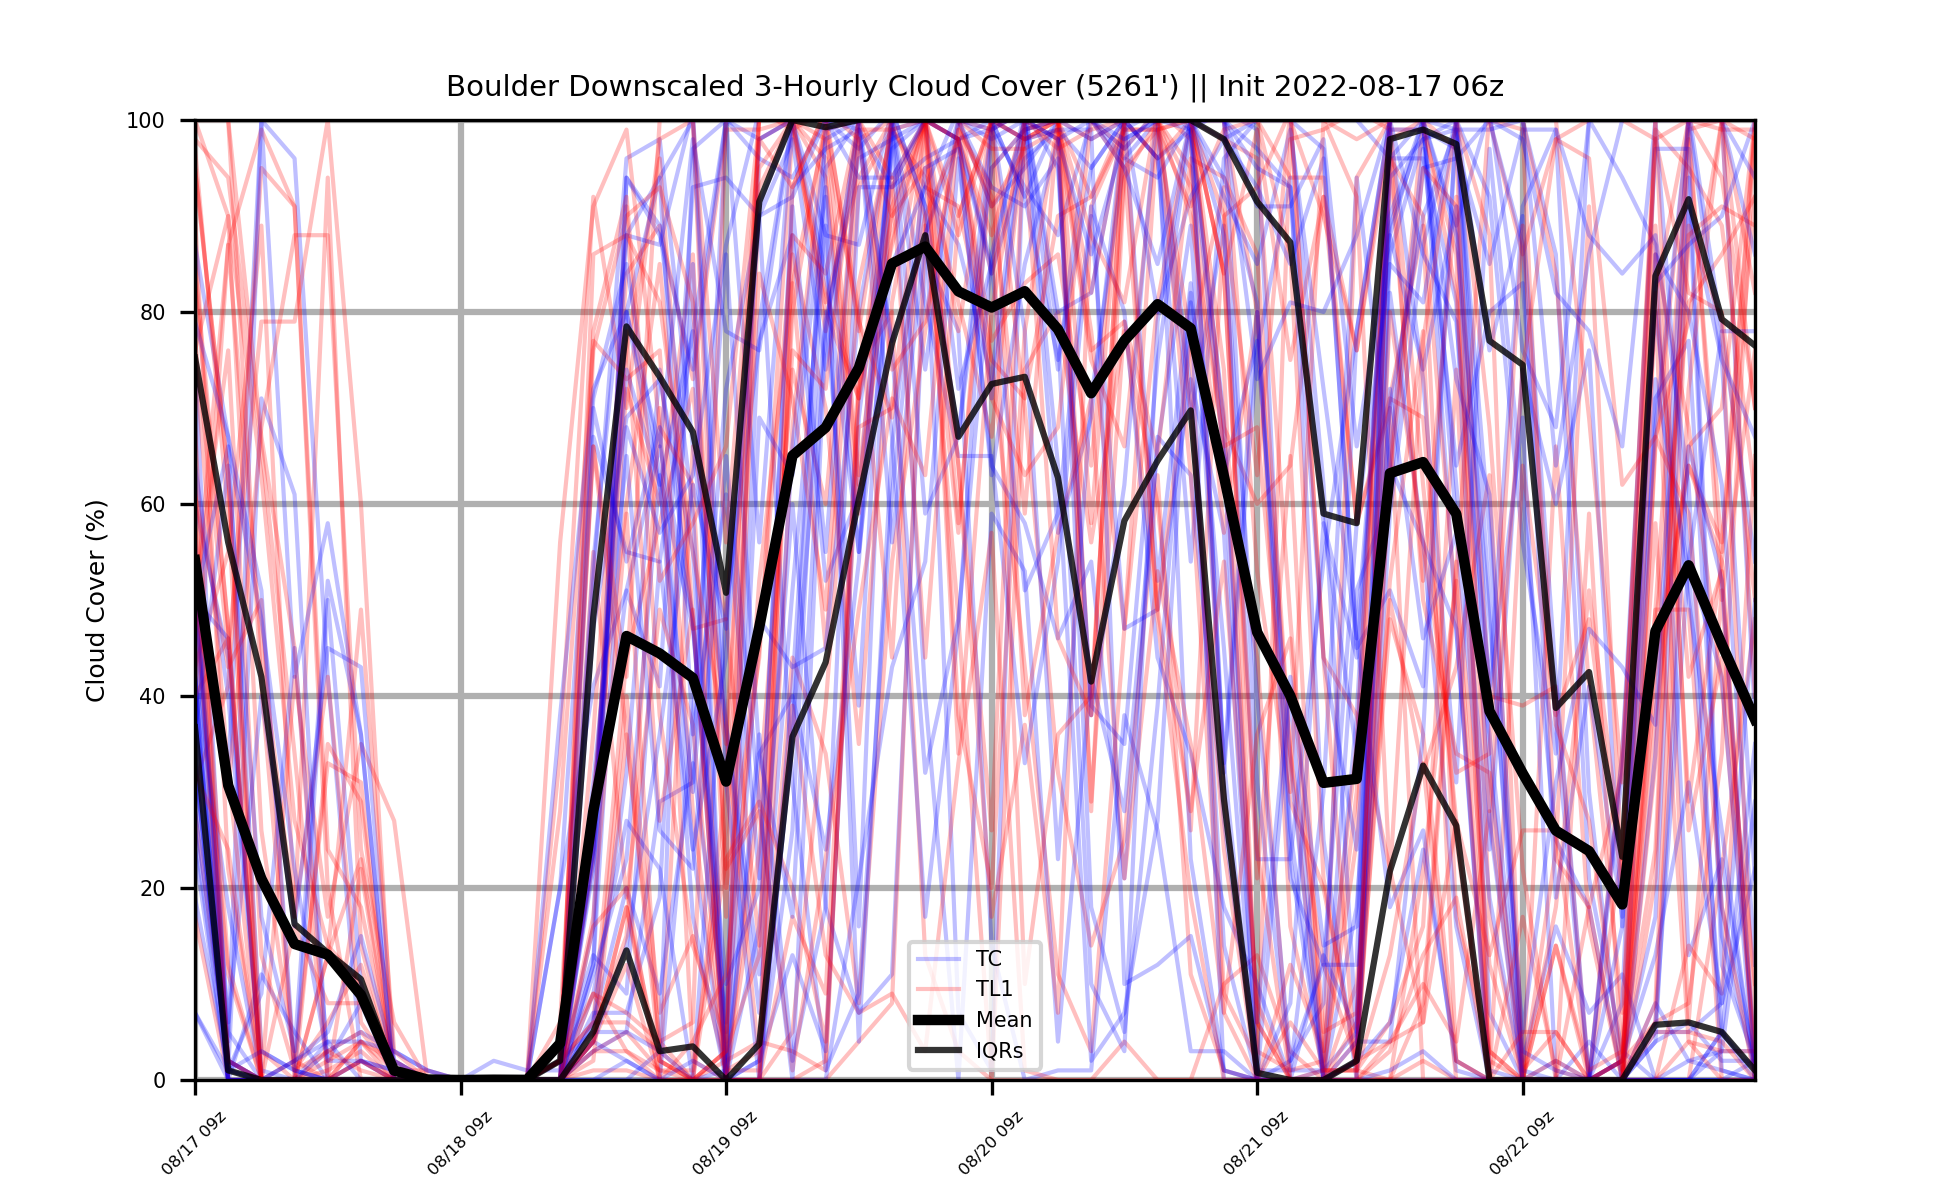 Boulder Downscaled 3-Hourly Cloud Cover (5261') || Init 2022-08-17 06z
Cloud Cover (%)
100
80
60
40
20
0
TC
TL1
Mean
IQRs
08/17 09z
08/18 09z
08/19 09z
08/20 09z
08/21 09z
08/22 09z